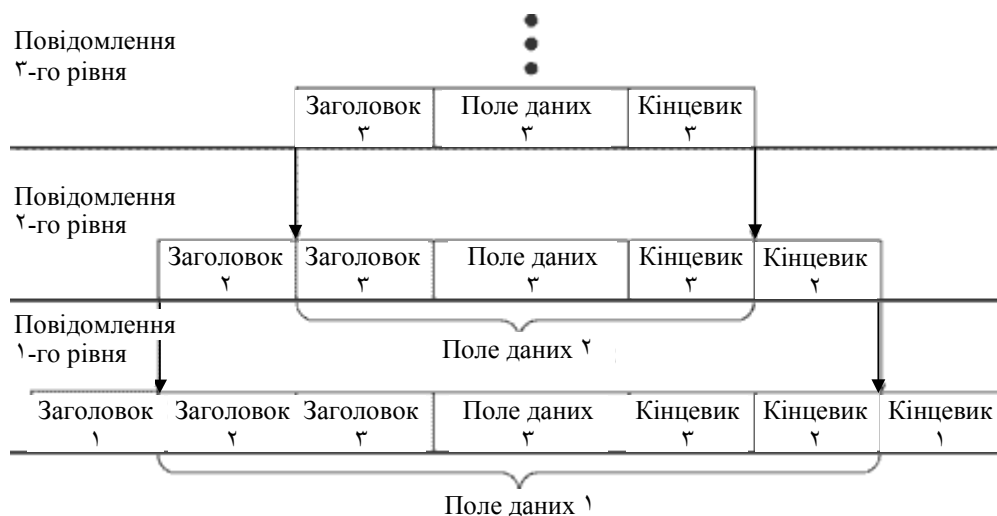 Повідомлення
٣-го рівня
Заголовок Поле даних Кінцевик
٣ ٣ ٣
Повідомлення
٢-го рівня
Заголовок Заголовок Поле даних Кінцевик Кінцевик
٢ ٣ ٣ ٣ ٢
Повідомлення
١-го рівня
Поле даних ٢
Заголовок Заголовок Заголовок Поле даних Кінцевик Кінцевик Кінцевик
١ ٢ ٣ ٣ ٣ ٢ ١
Поле даних ١